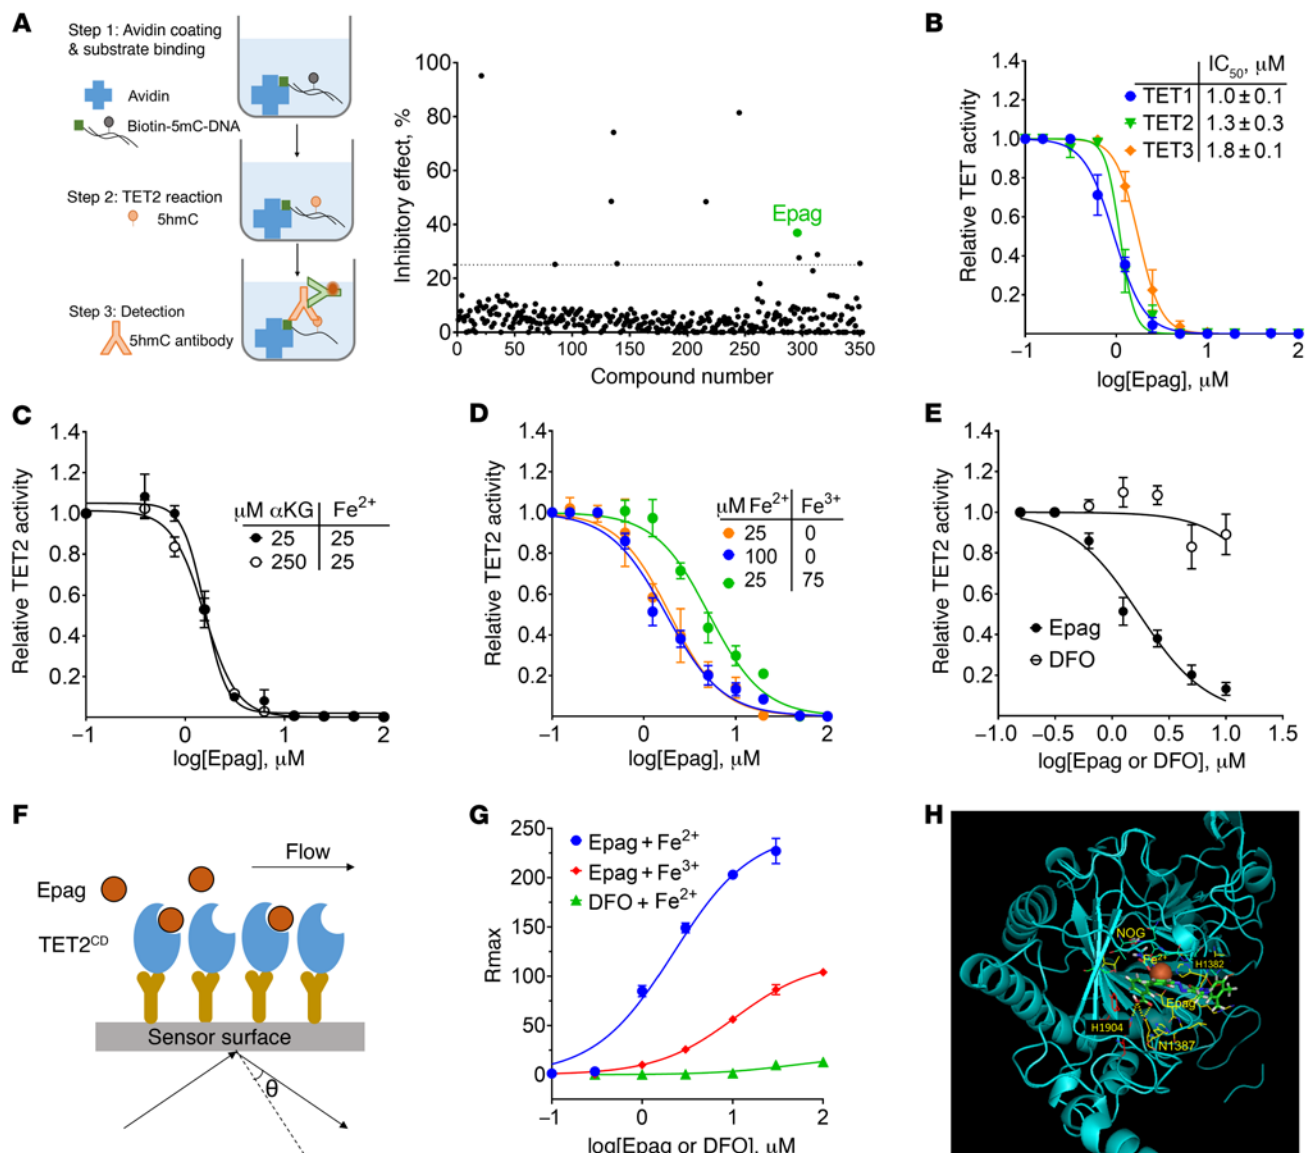 A
Step 1: Avidin coating
& substrate binding
Avidin
Biotin-5mC-DNA
Step 2: TET2 reaction
5hmC
Step 3: Detection
5hmC antibody
Inhibitory effect, %
100
80
60
40
20
0
Epag
0 50 100 150 200 250 300 350
Compound number
B
Relative TET activity
1.4
1.2
1.0
0.8
0.6
0.4
0.2
IC50, μM
TET1 1.0±0.1
TET2 1.3±0.3
TET3 1.8±0.1
−1 0 1 2
log[Epag], μM
C
Relative TET2 activity
1.4
1.2
1.0
0.8
0.6
0.4
0.2
μM αKG Fe2+
25 25
250 25
−1 0 1 2
log[Epag], μM
D
Relative TET2 activity
1.4
1.2
1.0
0.8
0.6
0.4
0.2
μM Fe2+ Fe3+
25 0
100 0
25 75
−1 0 1 2
log[Epag], μM
E
Relative TET2 activity
1.4
1.2
1.0
0.8
0.6
0.4
0.2
Epag
DFO
−1.0 −0.5 0.0 0.5 1.0 1.5
log[Epag or DFO], μM
F
Flow
Epag
TET2CD
Sensor surface
θ
G
Rmax
250
200
150
100
50
0
Epag + Fe2+
Epag + Fe3+
DFO + Fe2+
−1 0 1 2
log[Epag or DFO], μM
H
NOG
Fe2+
H1382
Epag
H1904
N1387